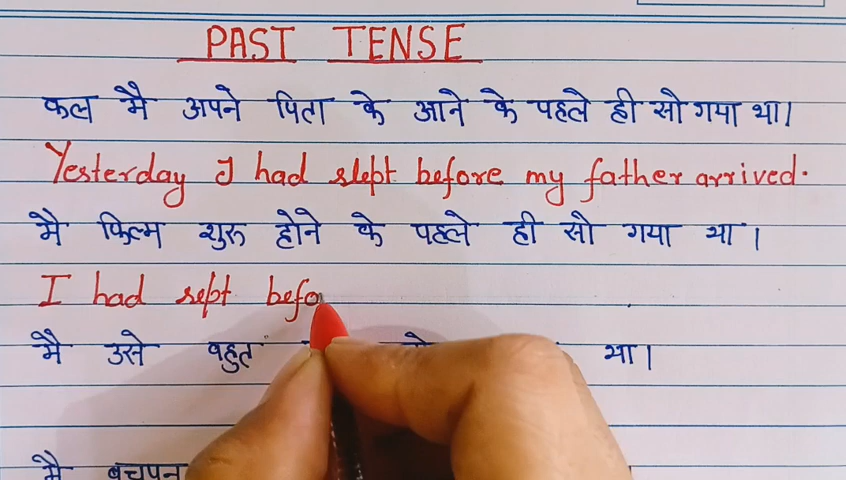 PAST TENSE
कल मै अपने पिता के आने के पहले ही सो गया था।
Yesterday I had slept before my father arrived.
मै फिल्म शुरू होने के पहले ही सो गया था।
I had sept befo
मै उसे बहुत था।
मै बचपन